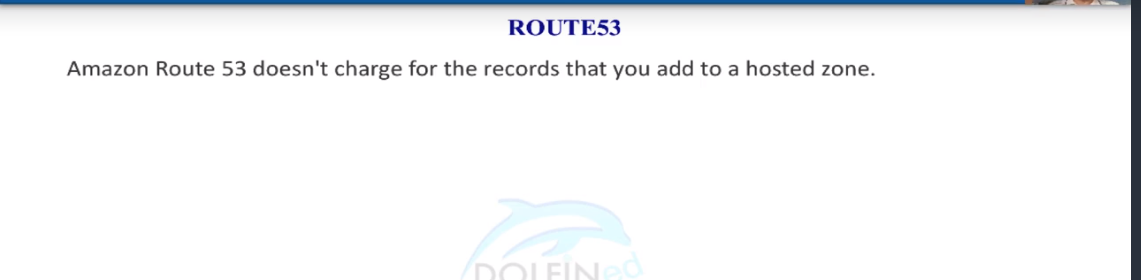 ROUTE53
Amazon Route 53 doesn't charge for the records that you add to a hosted zone.
DOLFINed